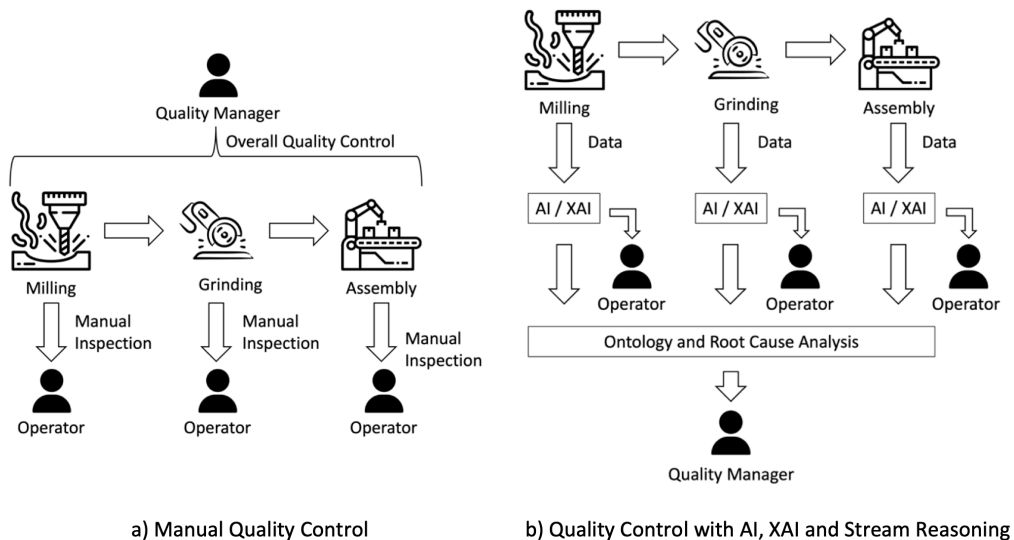 Quality Manager
Overall Quality Control
Milling
Grinding
Assembly
Manual
Inspection
Manual
Inspection
Manual
Inspection
Operator
Operator
Operator
a) Manual Quality Control
Milling
Grinding
Assembly
Data
Data
Data
AI / XAI
AI / XAI
AI / XAI
Operator
Operator
Operator
Ontology and Root Cause Analysis
Quality Manager
b) Quality Control with AI, XAI and Stream Reasoning